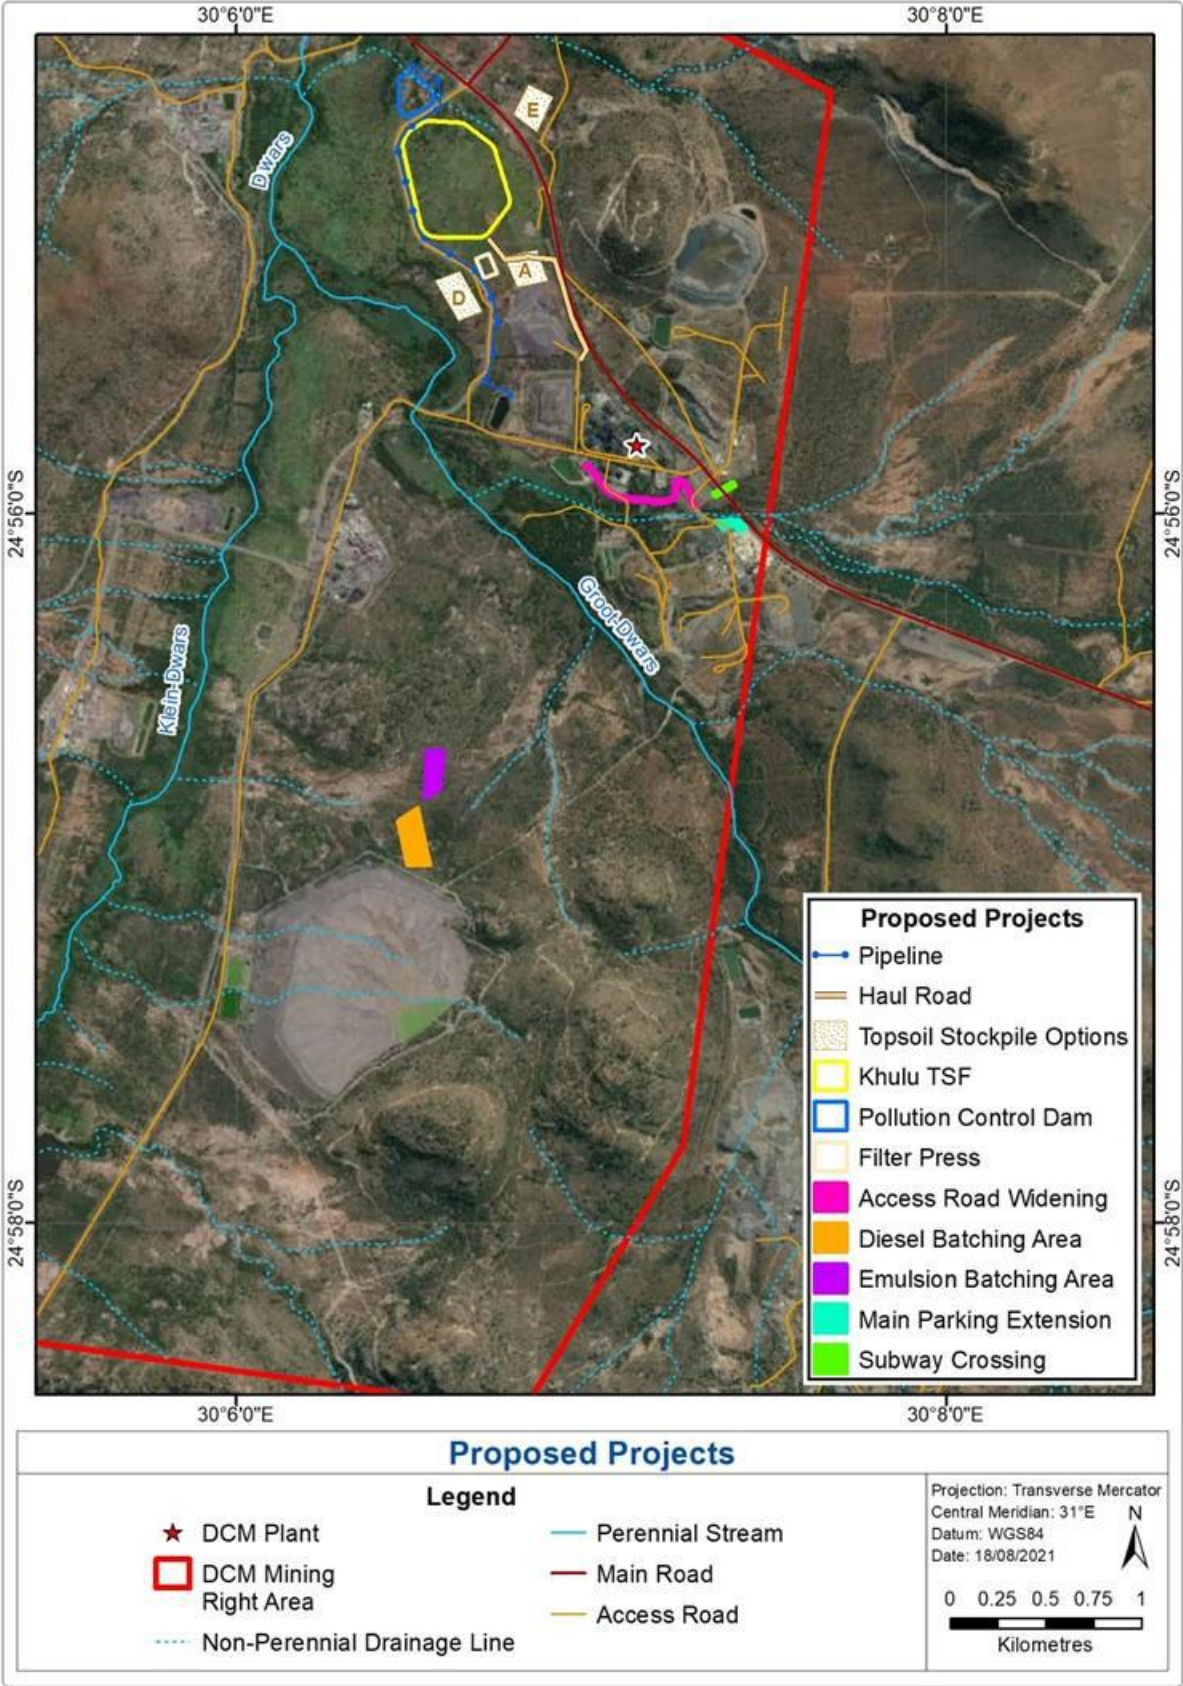 30°6'0"E
30°8'0"E
E
Dwars
A
D
24°56'0"S
24°56'0"S
Groot-Dwars
Klein-Dwars
Proposed Projects
Pipeline
Haul Road
Topsoil Stockpile Options
Khulu TSF
Pollution Control Dam
Filter Press
Access Road Widening
Diesel Batching Area
Emulsion Batching Area
Main Parking Extension
Subway Crossing
24°58'0"S
24°58'0"S
30°6'0"E
30°8'0"E
Proposed Projects
Legend
DCM Plant
DCM Mining
Right Area
Non-Perennial Drainage Line
Perennial Stream
Main Road
Access Road
Projection: Transverse Mercator
Central Meridian: 31°E
Datum: WGS84
Date: 18/08/2021
N
0 0.25 0.5 0.75 1
Kilometres